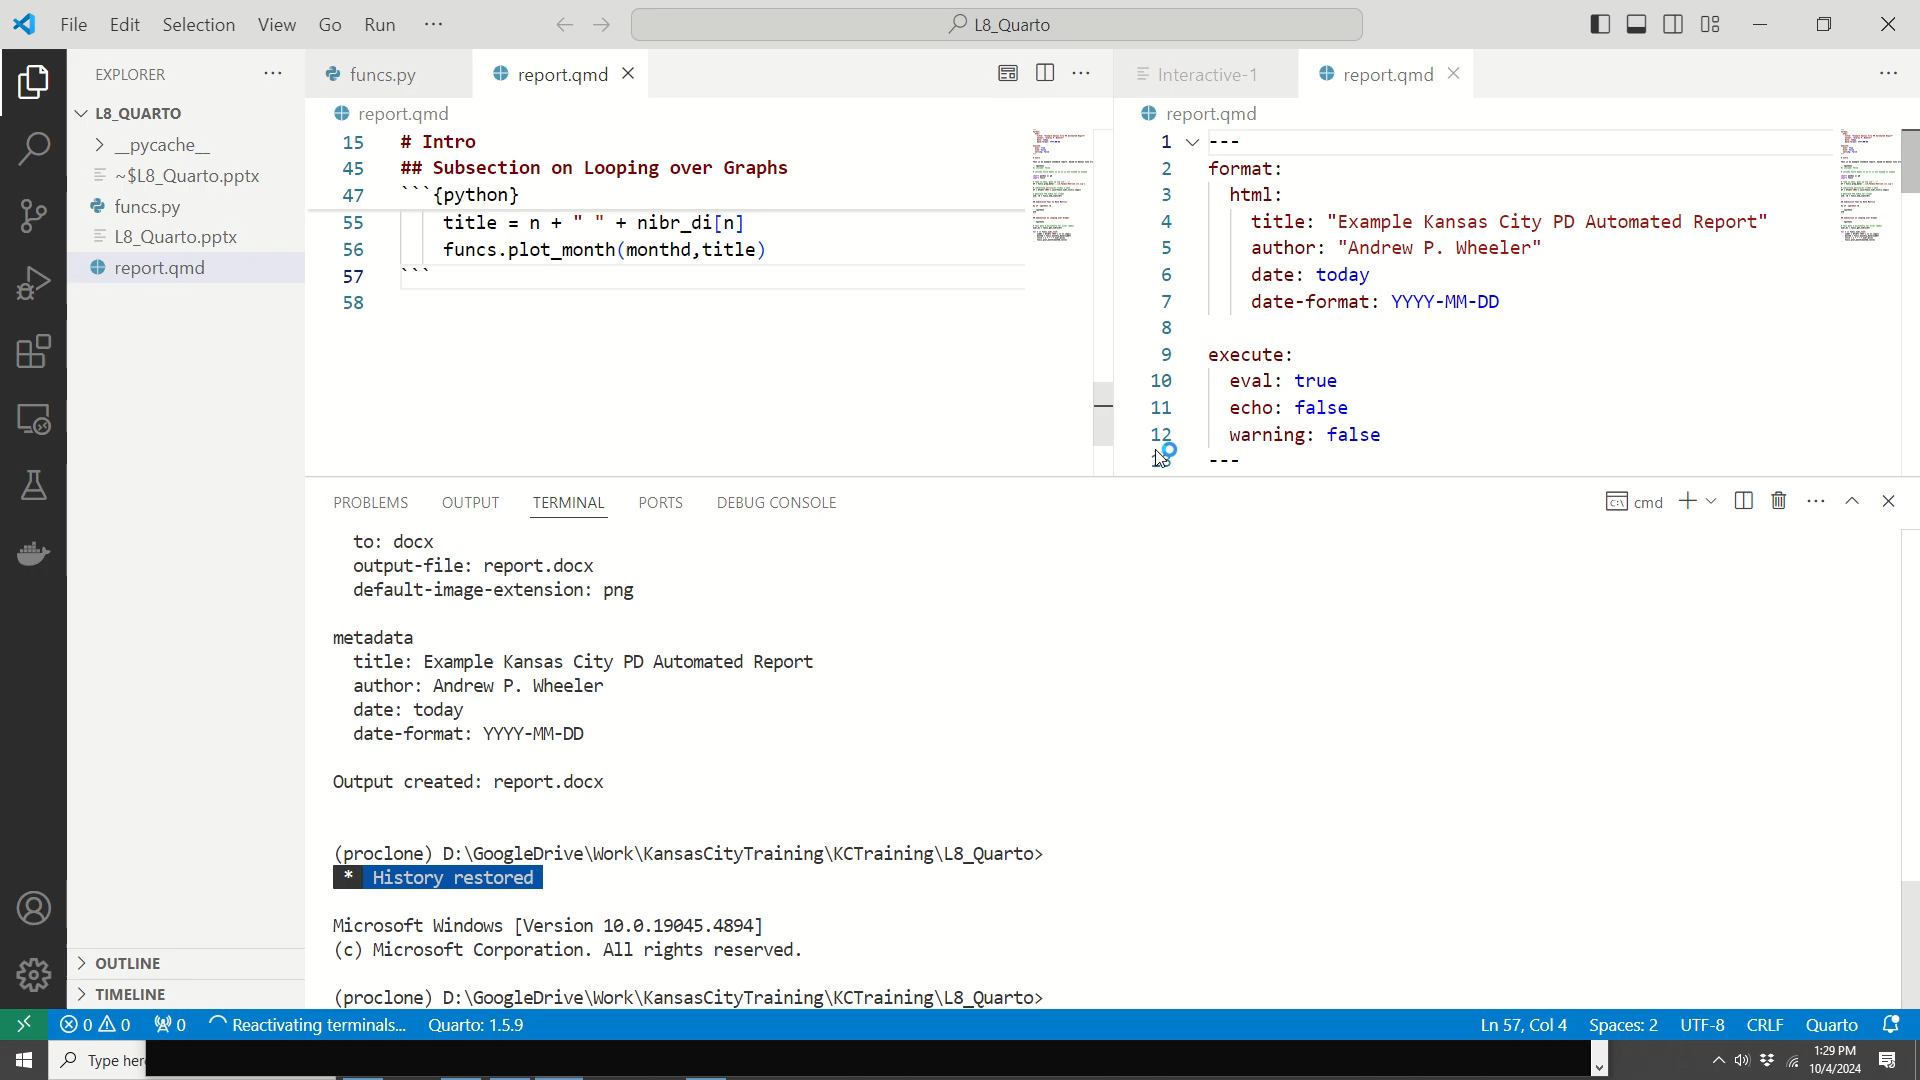 File Edit Selection View Go Run ···
L8_Quarto
EXPLORER ···
L8_QUARTO
__pycache__
~$L8_Quarto.pptx
funcs.py
L8_Quarto.pptx
report.qmd
OUTLINE
TIMELINE
funcs.py report.qmd
report.qmd
15 # Intro
45 ## Subsection on Looping over Graphs
47 ```{python}
55 title = n + " " + nibr_di[n]
56 funcs.plot_month(monthd,title)
57 ```
58
Interactive-1 report.qmd
report.qmd
1 ---
2 format:
3 html:
4 title: "Example Kansas City PD Automated Report"
5 author: "Andrew P. Wheeler"
6 date: today
7 date-format: YYYY-MM-DD
8
9 execute:
10 eval: true
11 echo: false
12 warning: false
---
PROBLEMS OUTPUT TERMINAL PORTS DEBUG CONSOLE
cmd
to: docx
output-file: report.docx
default-image-extension: png
metadata
title: Example Kansas City PD Automated Report
author: Andrew P. Wheeler
date: today
date-format: YYYY-MM-DD
Output created: report.docx
(proclone) D:\GoogleDrive\Work\KansasCityTraining\KCTraining\L8_Quarto>
* History restored
Microsoft Windows [Version 10.0.19045.4894]
(c) Microsoft Corporation. All rights reserved.
(proclone) D:\GoogleDrive\Work\KansasCityTraining\KCTraining\L8_Quarto>
0 0 0 Reactivating terminals... Quarto: 1.5.9
Ln 57, Col 4 Spaces: 2 UTF-8 CRLF Quarto
Type her
1:29 PM
10/4/2024